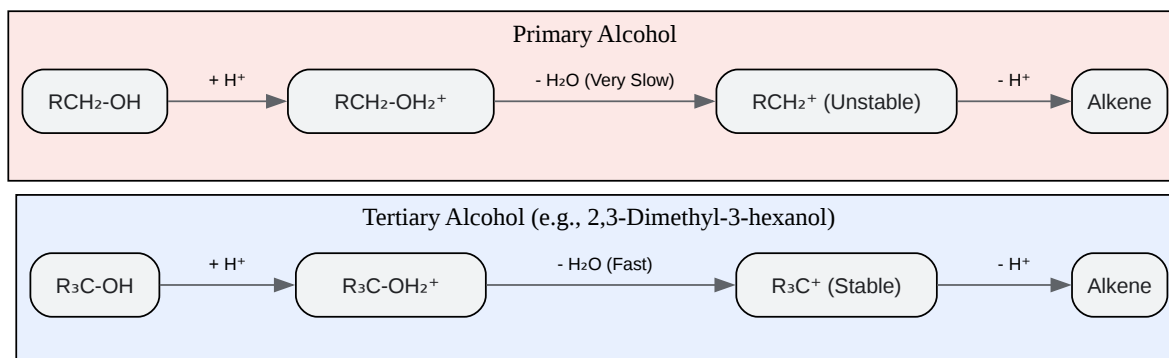 Primary Alcohol
+ H⁺
- H₂O (Very Slow)
- H⁺
RCH₂-OH
RCH₂-OH₂⁺
RCH₂⁺ (Unstable)
Alkene
Tertiary Alcohol (e.g., 2,3-Dimethyl-3-hexanol)
+ H⁺
- H₂O (Fast)
- H⁺
R₃C-OH
R₃C-OH₂⁺
R₃C⁺ (Stable)
Alkene